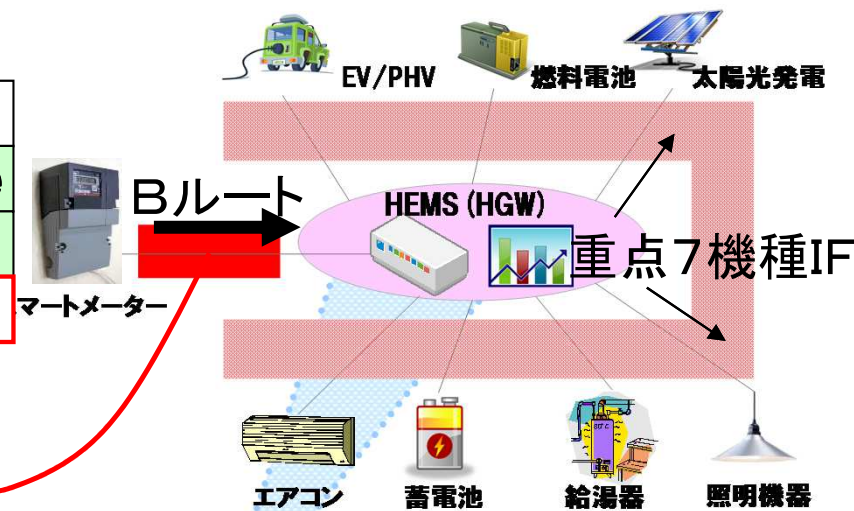 EV/PHV
燃料電池
太陽光発電
e
Bルート
HEMS (HGW)
重点7機種IF
マートメーター
エアコン
蓄電池
給湯器
照明機器